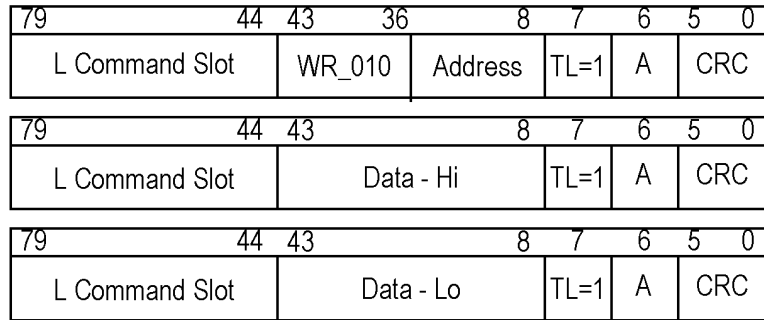 79 44 43 36 8 7 6 5 0
L Command Slot WR_010 Address TL=1 A CRC
79 44 43 8 7 6 5 0
L Command Slot Data - Hi TL=1 A CRC
79 44 43 8 7 6 5 0
L Command Slot Data - Lo TL=1 A CRC